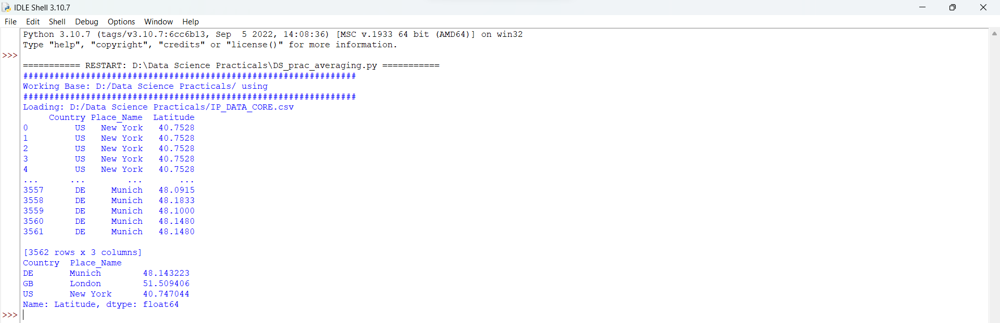 IDLE Shell 3.10.7
File Edit Shell Debug Options Window Help
Python 3.10.7 (tags/v3.10.7:6cc6b13, Sep  5 2022, 14:08:36) [MSC v.1933 64 bit (AMD64)] on win32
Type "help", "copyright", "credits" or "license()" for more information.
>>>
=========== RESTART: D:\Data Science Practicals\DS_prac_averaging.py ===========
################################################################
Working Base: D:/Data Science Practicals/ using
################################################################
Loading: D:/Data Science Practicals/IP_DATA_CORE.csv
     Country Place_Name  Latitude
0         US   New York   40.7528
1         US   New York   40.7528
2         US   New York   40.7528
3         US   New York   40.7528
4         US   New York   40.7528
...      ...        ...       ...
3557      DE     Munich   48.0915
3558      DE     Munich   48.1833
3559      DE     Munich   48.1000
3560      DE     Munich   48.1480
3561      DE     Munich   48.1480
[3562 rows x 3 columns]
Country  Place_Name
DE       Munich        48.143223
GB       London        51.509406
US       New York      40.747044
Name: Latitude, dtype: float64
>>>